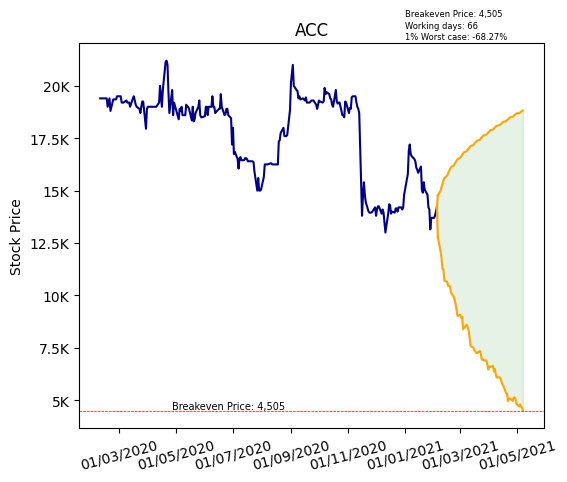 Breakeven Price: 4,505
Working days: 66
1% Worst case: -68.27%
ACC
Stock Price
20K
17.5K
15K
12.5K
10K
7.5K
5K
Breakeven Price: 4,505
01/03/2020
01/05/2020
01/07/2020
01/09/2020
01/11/2020
01/01/2021
01/03/2021
01/05/2021